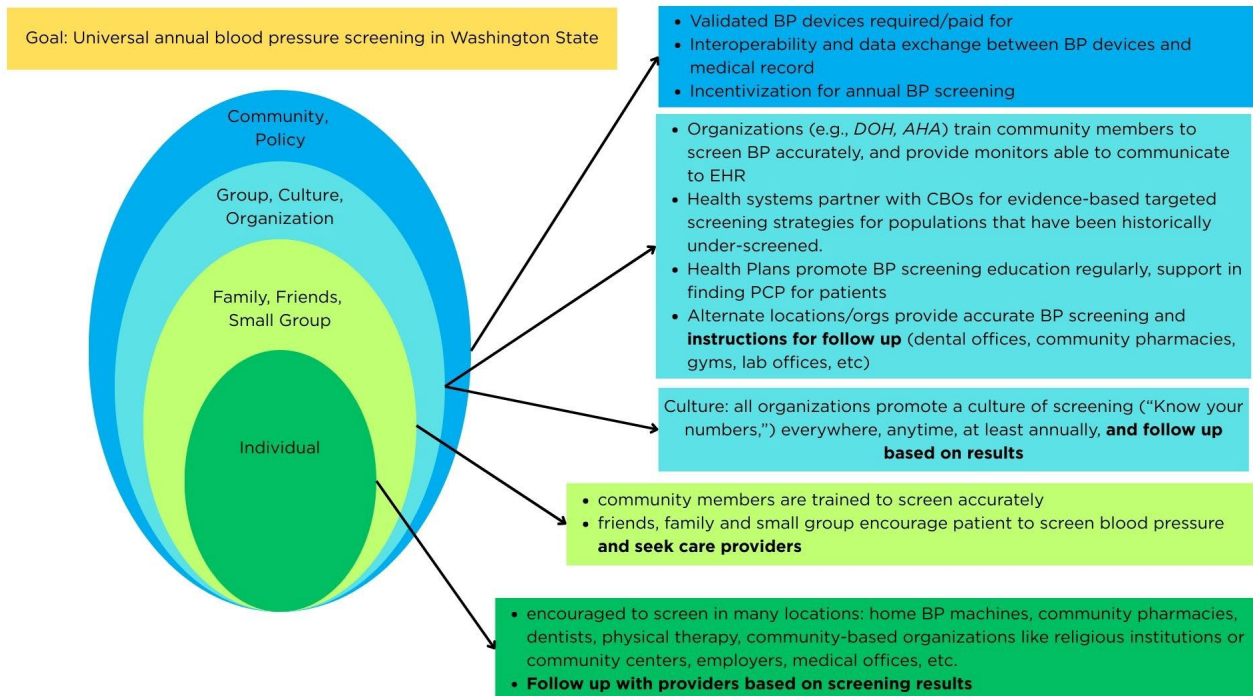 Goal: Universal annual blood pressure screening in Washington State
Community,
Policy
Group, Culture,
Organization
Family, Friends,
Small Group
Individual
• Validated BP devices required/paid for
• Interoperability and data exchange between BP devices and
medical record
• Incentivization for annual BP screening
• Organizations (e.g., DOH, AHA) train community members to
screen BP accurately, and provide monitors able to communicate
to EHR
• Health systems partner with CBOs for evidence-based targeted
screening strategies for populations that have been historically
under-screened.
• Health Plans promote BP screening education regularly, support in
finding PCP for patients
• Alternate locations/orgs provide accurate BP screening and
instructions for follow up (dental offices, community pharmacies,
gyms, lab offices, etc)
Culture: all organizations promote a culture of screening (“Know your
numbers,”) everywhere, anytime, at least annually, and follow up
based on results
• community members are trained to screen accurately
• friends, family and small group encourage patient to screen blood pressure
and seek care providers
• encouraged to screen in many locations: home BP machines, community pharmacies,
dentists, physical therapy, community-based organizations like religious institutions or
community centers, employers, medical offices, etc.
• Follow up with providers based on screening results